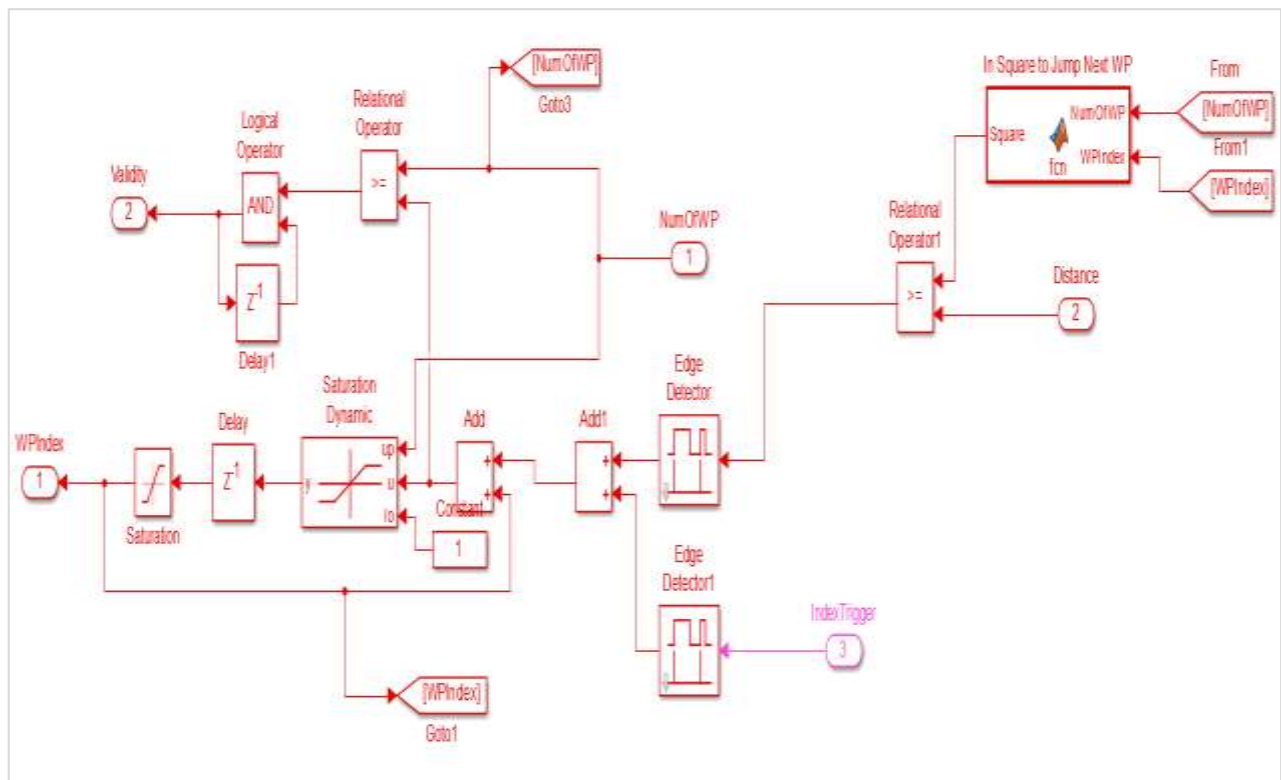 [NumOfWP]
Goto3
In Square to Jump Next WP
From
[NumOfWP]
From1
[WPIndex]
NumOfWP
WPIndex
Square
fcn
Relational
Operator
>=
Logical
Operator
AND
Validity
2
Z-1
Delay1
NumOfWP
1
Relational
Operator1
>=
Distance
2
Edge
Detector
Saturation
Dynamic
up
u
lo
y
Add
+
+
Add1
+
+
Delay
Z-1
WPIndex
1
Saturation
Constant
1
Edge
Detector1
IndexTrigger
3
[WPIndex]
Goto1